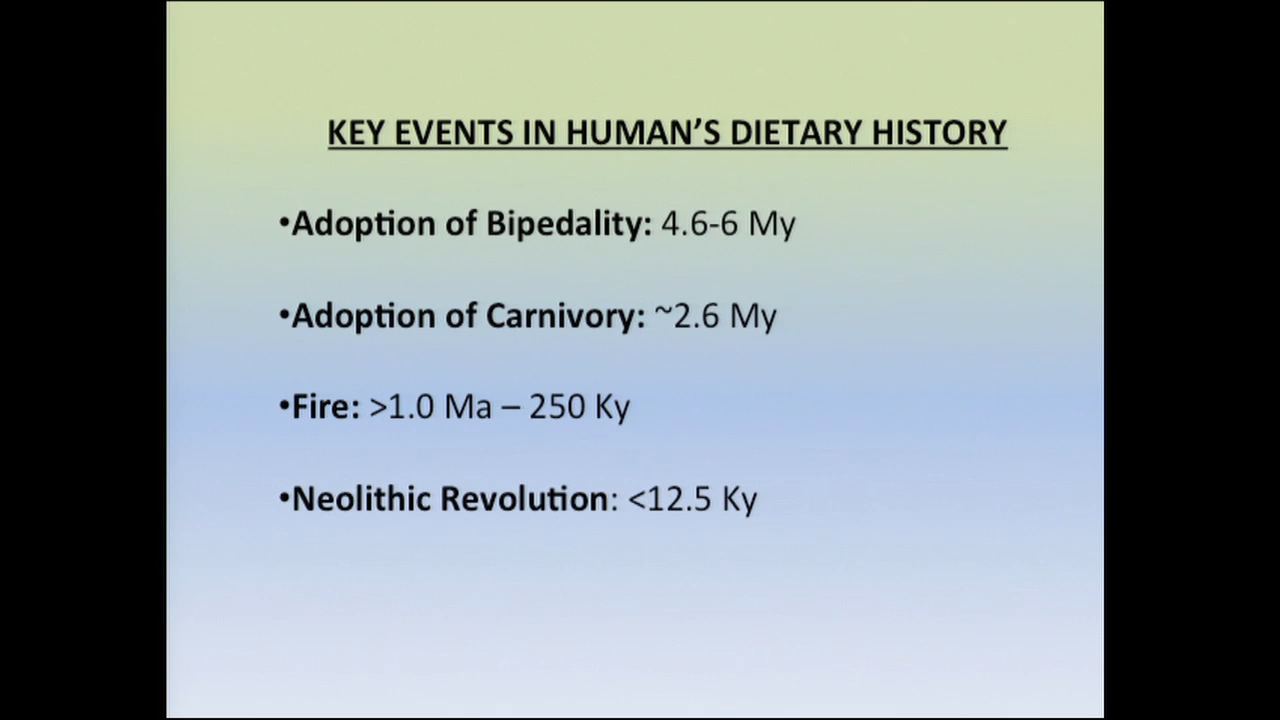 KEY EVENTS IN HUMAN’S DIETARY HISTORY
•Adoption of Bipedality: 4.6-6 My
•Adoption of Carnivory: ~2.6 My
•Fire: >1.0 Ma – 250 Ky
•Neolithic Revolution: <12.5 Ky